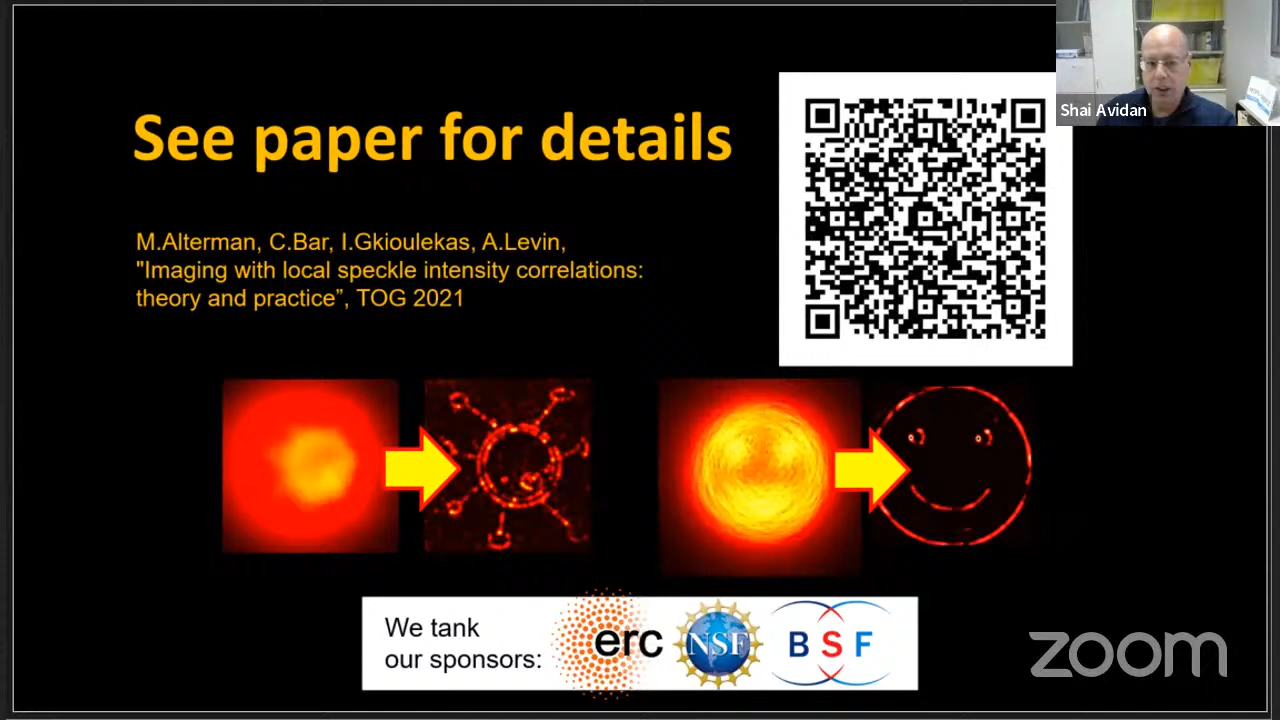 Shai Avidan
See paper for details
M.Alterman, C.Bar, I.Gkioulekas, A.Levin,
"Imaging with local speckle intensity correlations:
theory and practice”, TOG 2021
We tank
our sponsors:
erc
NSF
BSF
zoom